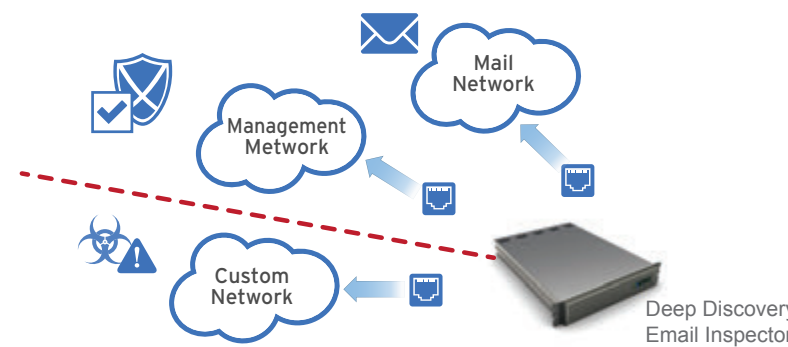 Mail
Network
Management
Metwork
Custom
Network
Deep Discovery
Email Inspector